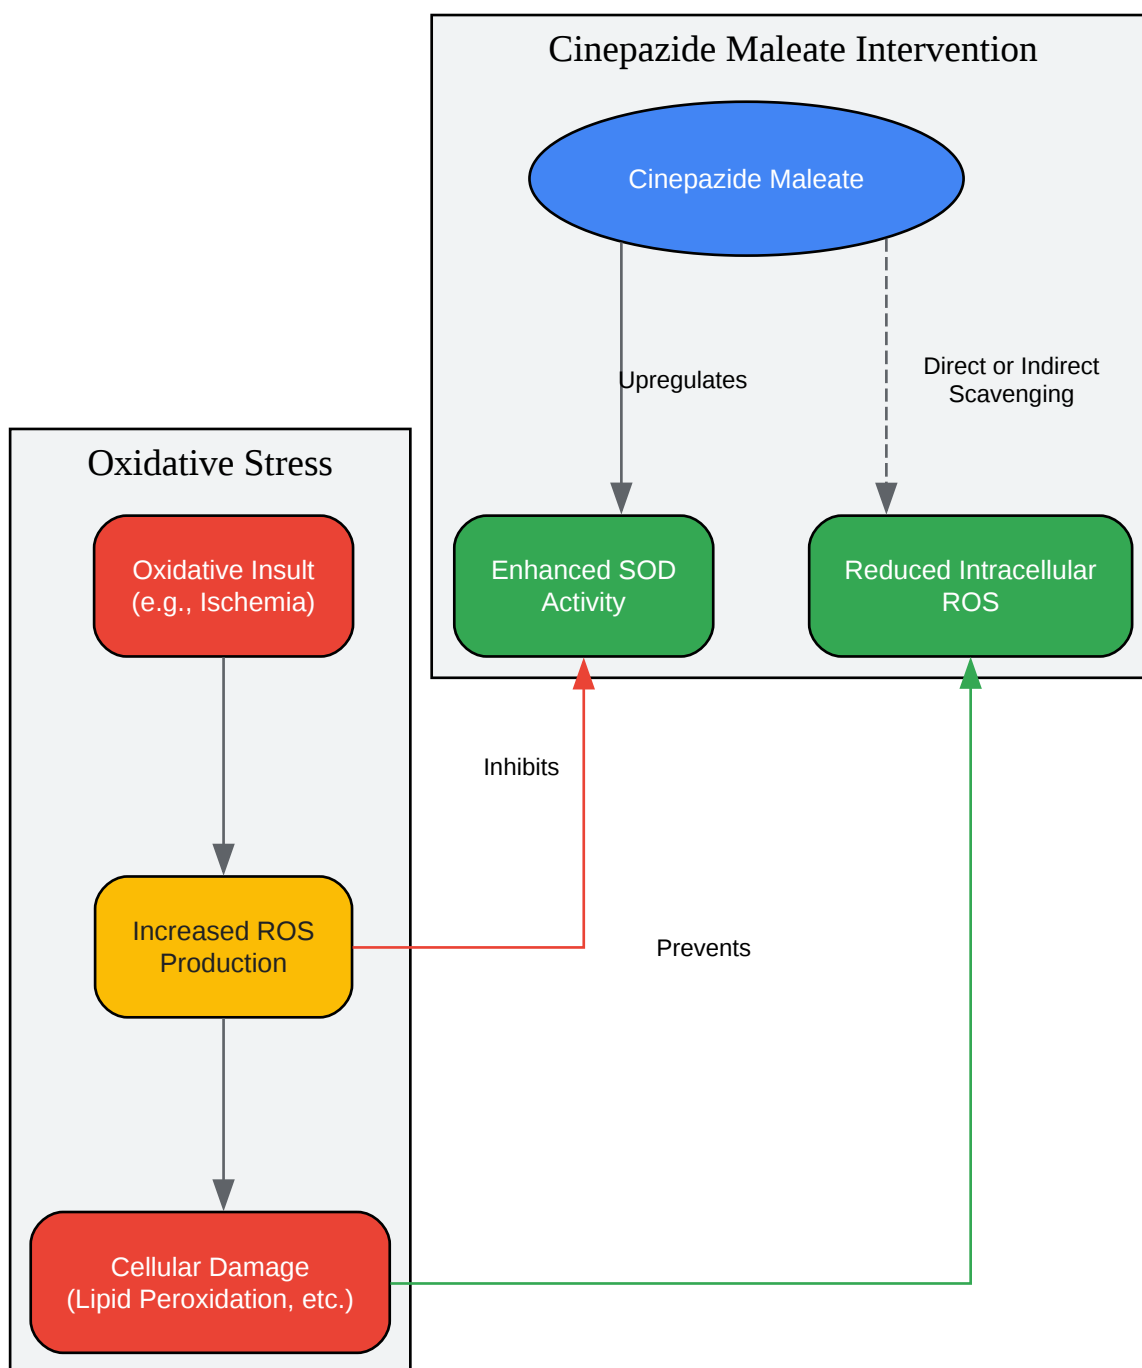 Cinepazide Maleate Intervention
Cinepazide Maleate
Upregulates
Direct or Indirect
Scavenging
Oxidative Stress
Oxidative Insult
(e.g., Ischemia)
Enhanced SOD
Activity
Reduced Intracellular
ROS
Inhibits
Increased ROS
Production
Prevents
Cellular Damage
(Lipid Peroxidation, etc.)